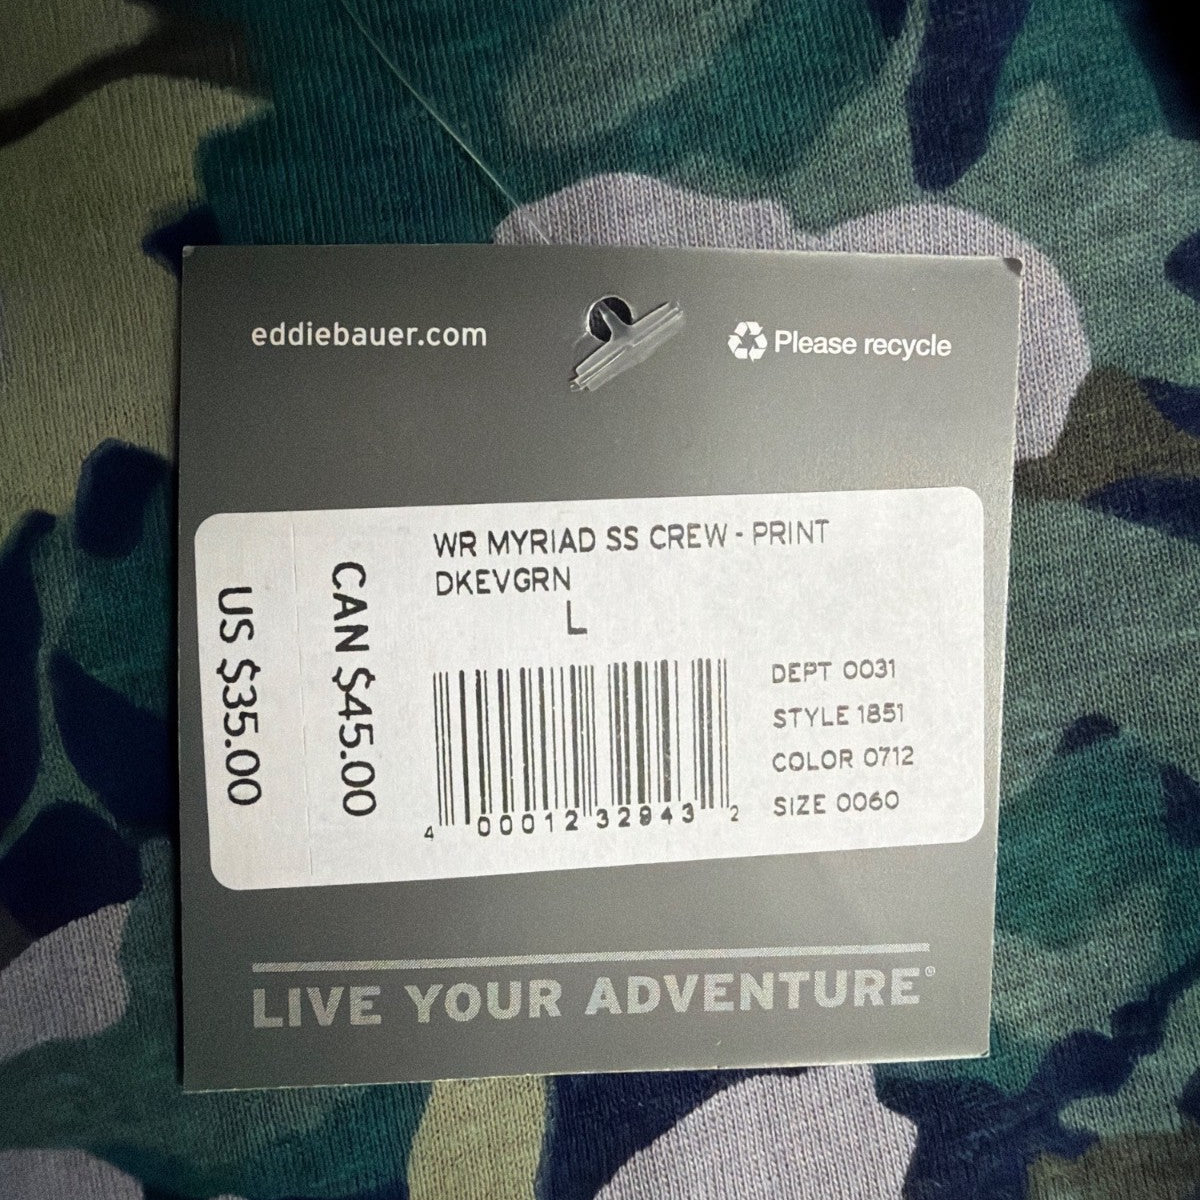 eddiebauer.com
Please recycle
WR MYRIAD SS CREW - PRINT
DKEVGRN
L
US $35.00
CAN $45.00
DEPT 0031
STYLE 1851
COLOR 0712
SIZE 0060
4 00012 32943 2
LIVE YOUR ADVENTURE®